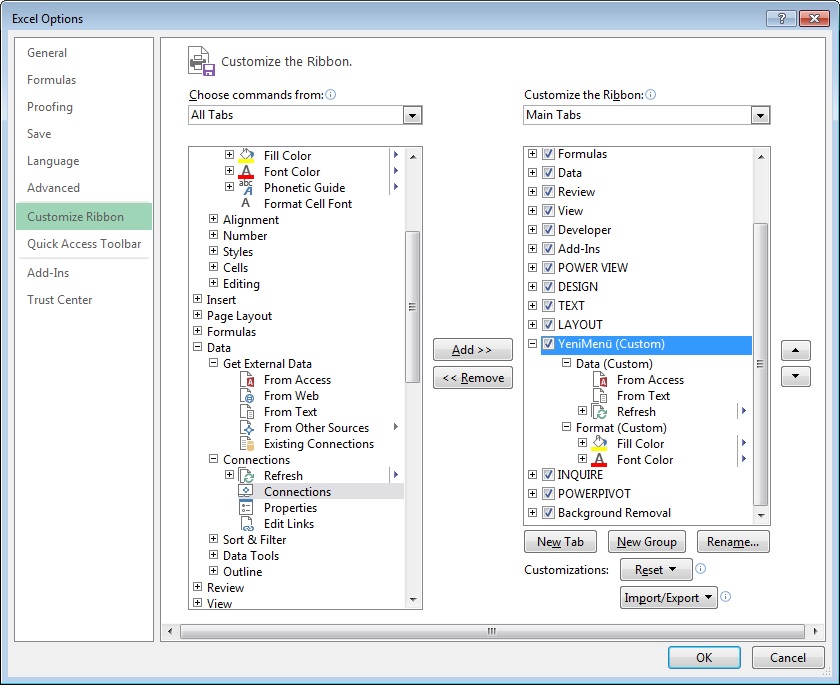 Excel Options
General
Formulas
Proofing
Save
Language
Advanced
Customize Ribbon
Quick Access Toolbar
Add-Ins
Trust Center
Customize the Ribbon.
Choose commands from:
All Tabs
Fill Color
Font Color
Phonetic Guide
Format Cell Font
Alignment
Number
Styles
Cells
Editing
Insert
Page Layout
Formulas
Data
Get External Data
From Access
From Web
From Text
From Other Sources
Existing Connections
Connections
Refresh
Connections
Properties
Edit Links
Sort & Filter
Data Tools
Outline
Review
View
Add >>
<< Remove
Customize the Ribbon:
Main Tabs
Formulas
Data
Review
View
Developer
Add-Ins
POWER VIEW
DESIGN
TEXT
LAYOUT
YeniMenü (Custom)
Data (Custom)
From Access
From Text
Refresh
Format (Custom)
Fill Color
Font Color
INQUIRE
POWERPIVOT
Background Removal
New Tab
New Group
Rename...
Customizations:
Reset
Import/Export
OK
Cancel